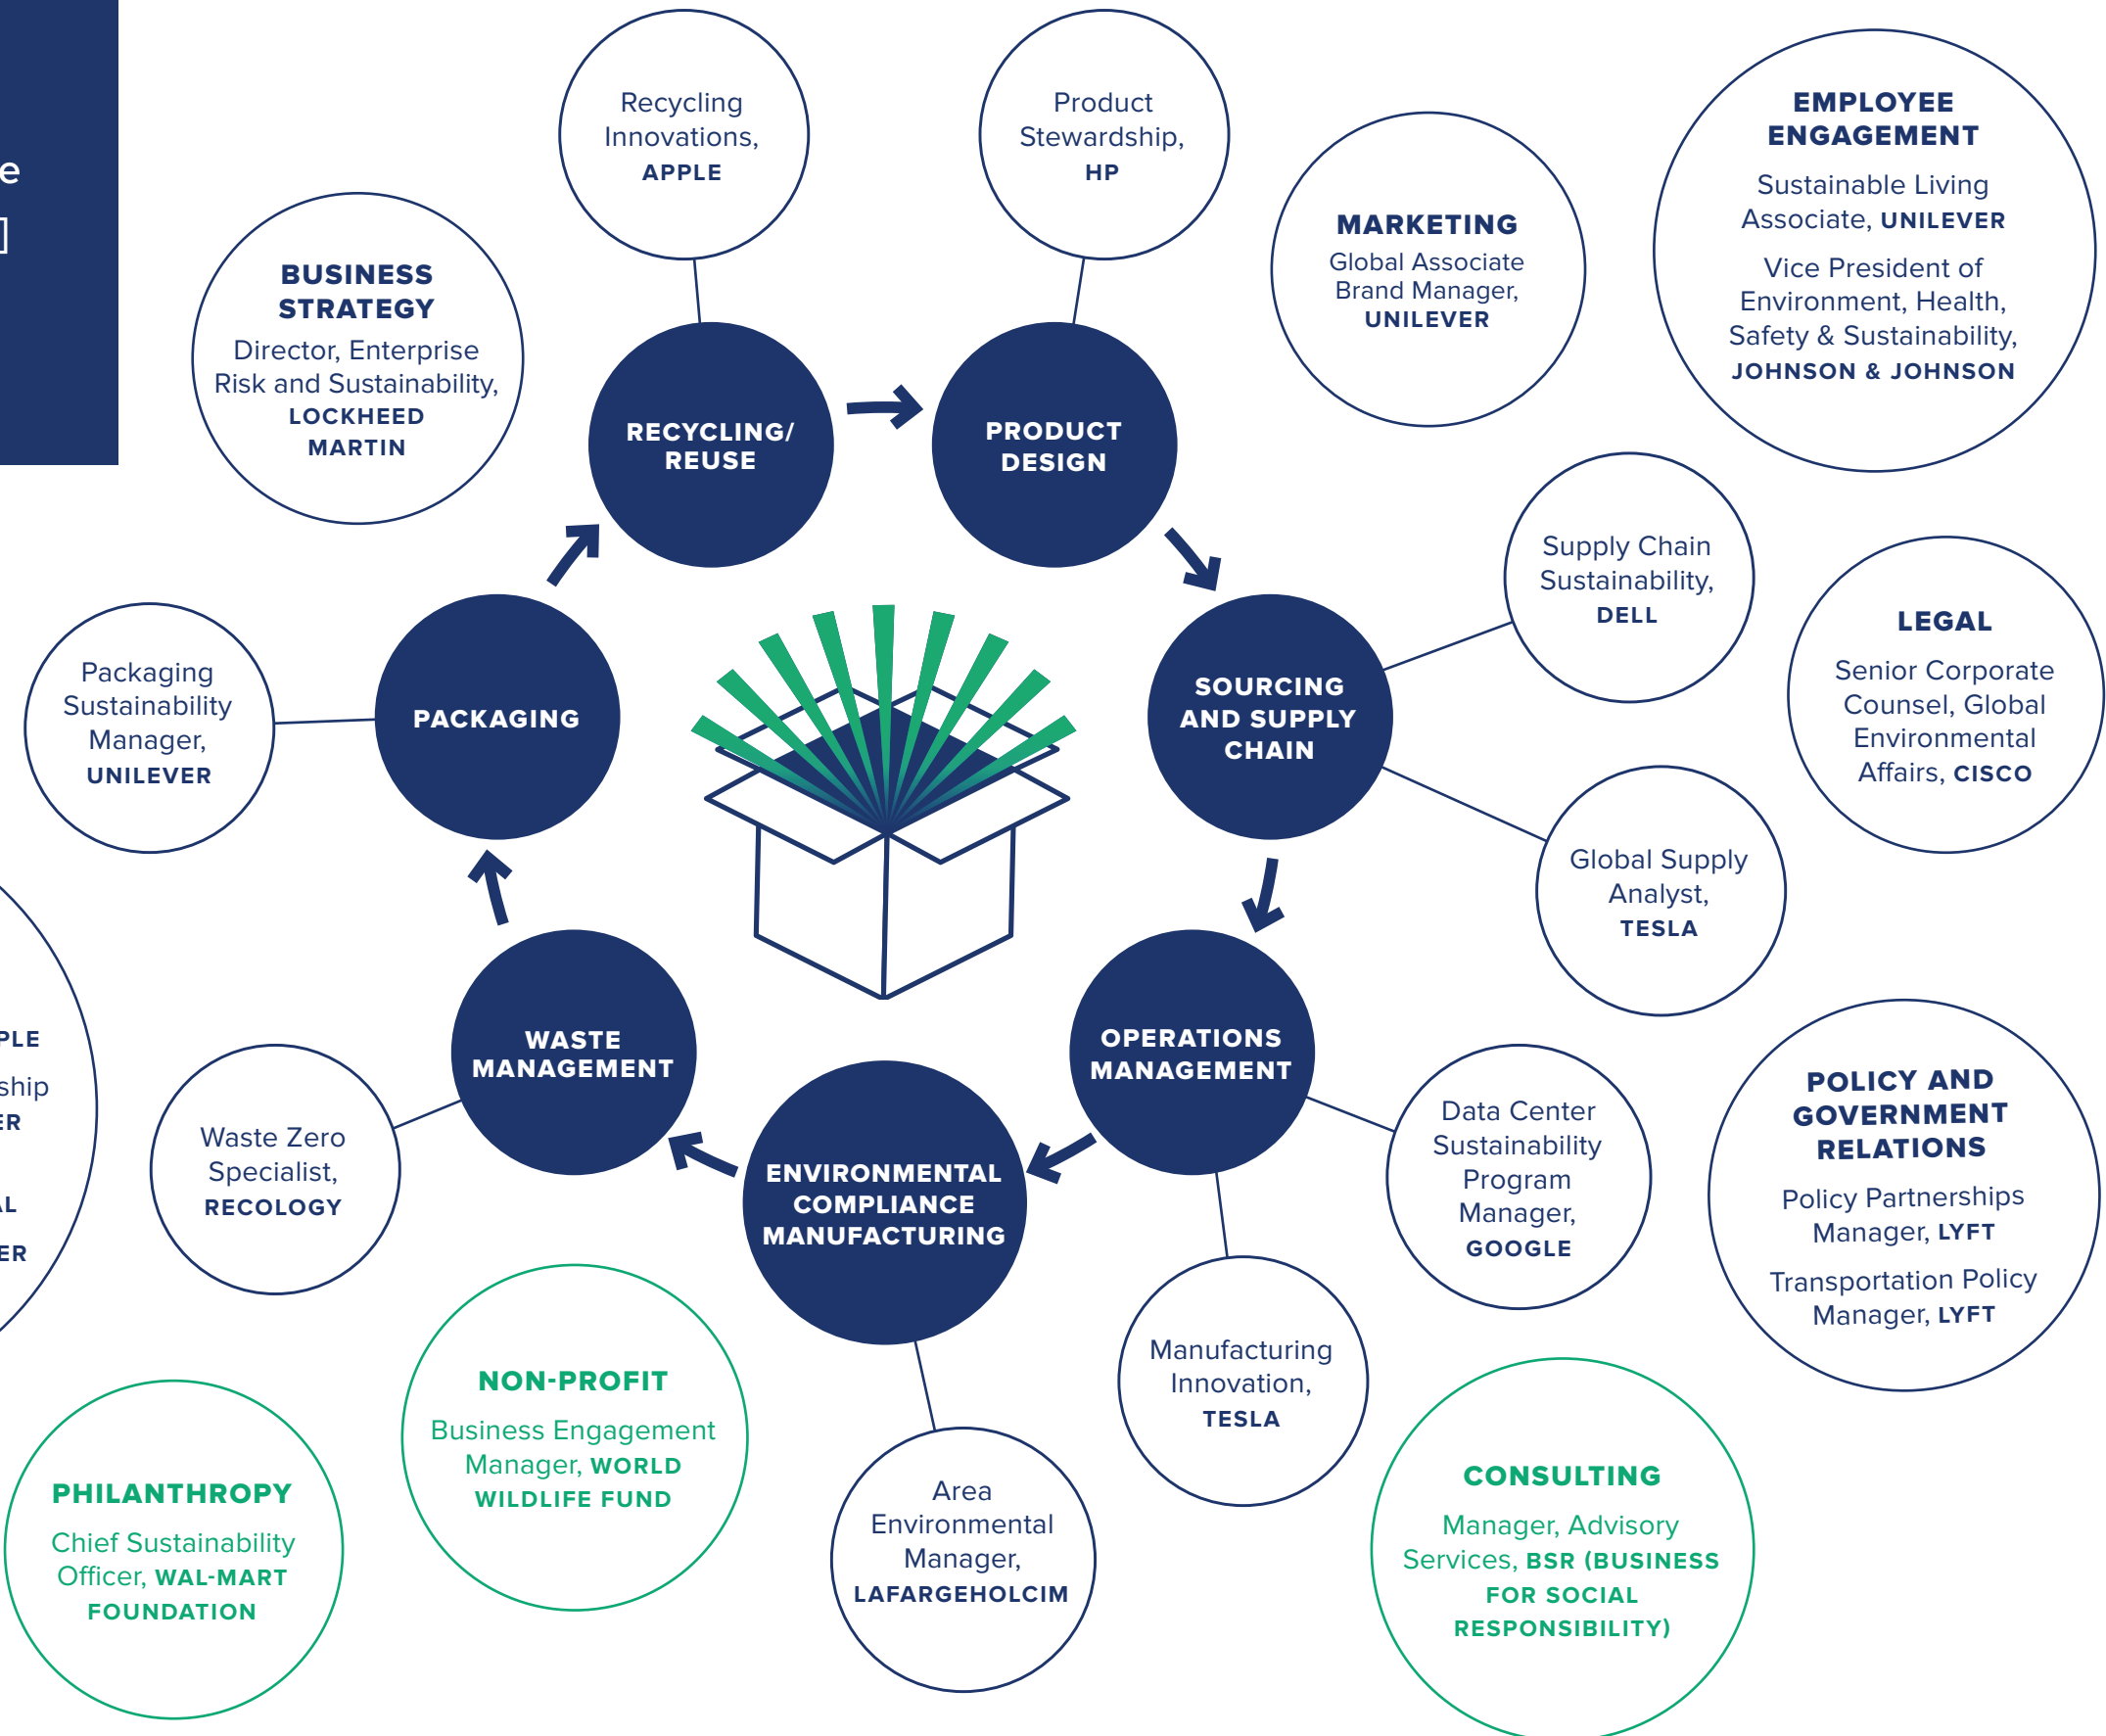 Recycling
Innovations,
APPLE
Product
Stewardship,
HP
EMPLOYEE
ENGAGEMENT
Sustainable Living
Associate, UNILEVER
Vice President of
Environment, Health,
Safety & Sustainability,
JOHNSON & JOHNSON
MARKETING
Global Associate
Brand Manager,
UNILEVER
BUSINESS
STRATEGY
Director, Enterprise
Risk and Sustainability,
LOCKHEED
MARTIN
RECYCLING/
REUSE
PRODUCT
DESIGN
Supply Chain
Sustainability,
DELL
LEGAL
Senior Corporate
Counsel, Global
Environmental
Affairs, CISCO
Packaging
Sustainability
Manager,
UNILEVER
PACKAGING
SOURCING
AND SUPPLY
CHAIN
Global Supply
Analyst,
TESLA
WASTE
MANAGEMENT
OPERATIONS
MANAGEMENT
POLICY AND
GOVERNMENT
RELATIONS
Policy Partnerships
Manager, LYFT
Transportation Policy
Manager, LYFT
Waste Zero
Specialist,
RECOLOGY
ENVIRONMENTAL
COMPLIANCE
MANUFACTURING
Data Center
Sustainability
Program
Manager,
GOOGLE
Manufacturing
Innovation,
TESLA
NON-PROFIT
Business Engagement
Manager, WORLD
WILDLIFE FUND
PHILANTHROPY
Chief Sustainability
Officer, WAL-MART
FOUNDATION
Area
Environmental
Manager,
LAFARGEHOLCIM
CONSULTING
Manager, Advisory
Services, BSR (BUSINESS
FOR SOCIAL
RESPONSIBILITY)